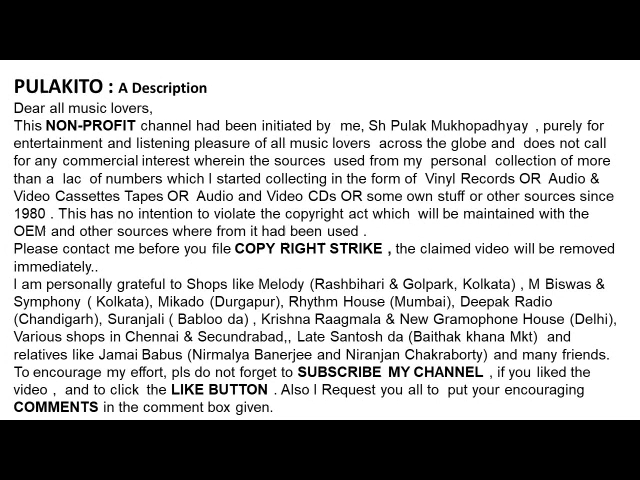 PULAKITO : A Description
Dear all music lovers,
This NON-PROFIT channel had been initiated by me, Sh Pulak Mukhopadhyay , purely for
entertainment and listening pleasure of all music lovers across the globe and does not call
for any commercial interest wherein the sources used from my personal collection of more
than a lac of numbers which I started collecting in the form of Vinyl Records OR Audio &
Video Cassettes Tapes OR Audio and Video CDs OR some own stuff or other sources since
1980 . This has no intention to violate the copyright act which will be maintained with the
OEM and other sources where from it had been used .
Please contact me before you file COPY RIGHT STRIKE , the claimed video will be removed
immediately..
I am personally grateful to Shops like Melody (Rashbihari & Golpark, Kolkata) , M Biswas &
Symphony ( Kolkata), Mikado (Durgapur), Rhythm House (Mumbai), Deepak Radio
(Chandigarh), Suranjali ( Babloo da) , Krishna Raagmala & New Gramophone House (Delhi),
Various shops in Chennai & Secundrabad,, Late Santosh da (Baithak khana Mkt) and
relatives like Jamai Babus (Nirmalya Banerjee and Niranjan Chakraborty) and many friends.
To encourage my effort, pls do not forget to SUBSCRIBE MY CHANNEL , if you liked the
video , and to click the LIKE BUTTON . Also I Request you all to put your encouraging
COMMENTS in the comment box given.